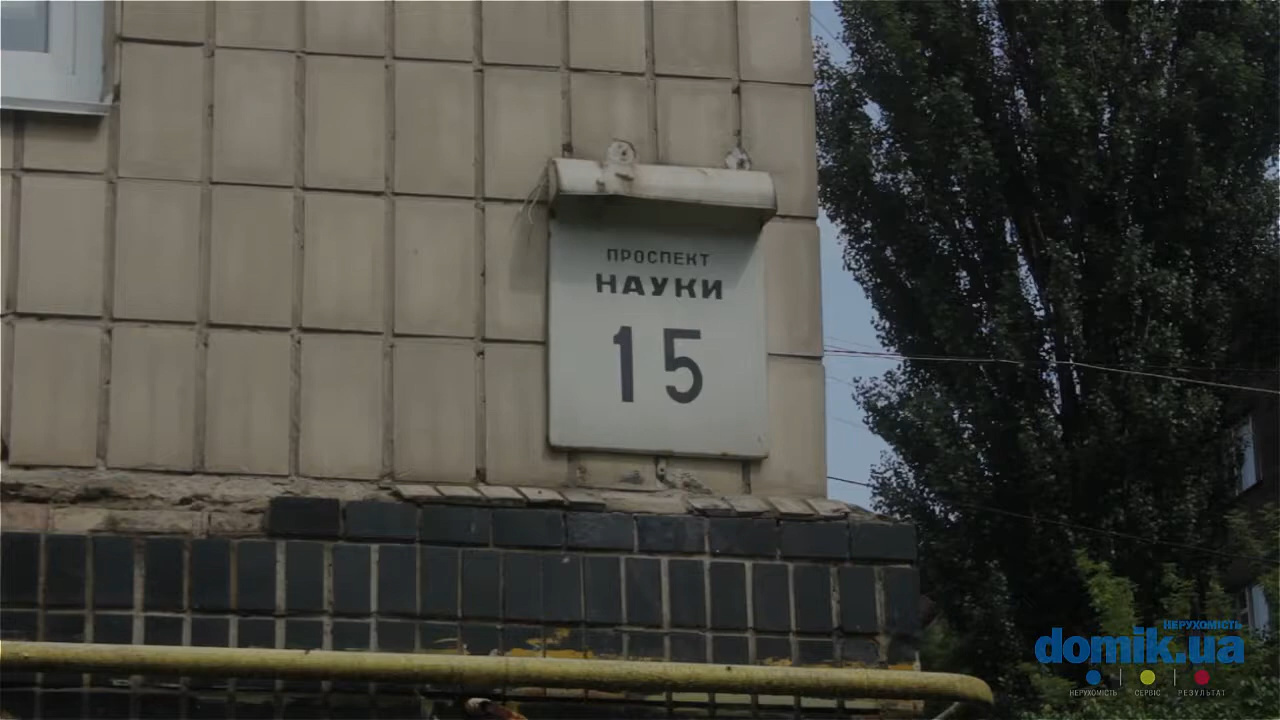 ПРОСПЕКТ
НАУКИ
15
НЕРУХОМІСТЬ
domik.ua
НЕРУХОМІСТЬ СЕРВІС РЕЗУЛЬТАТ